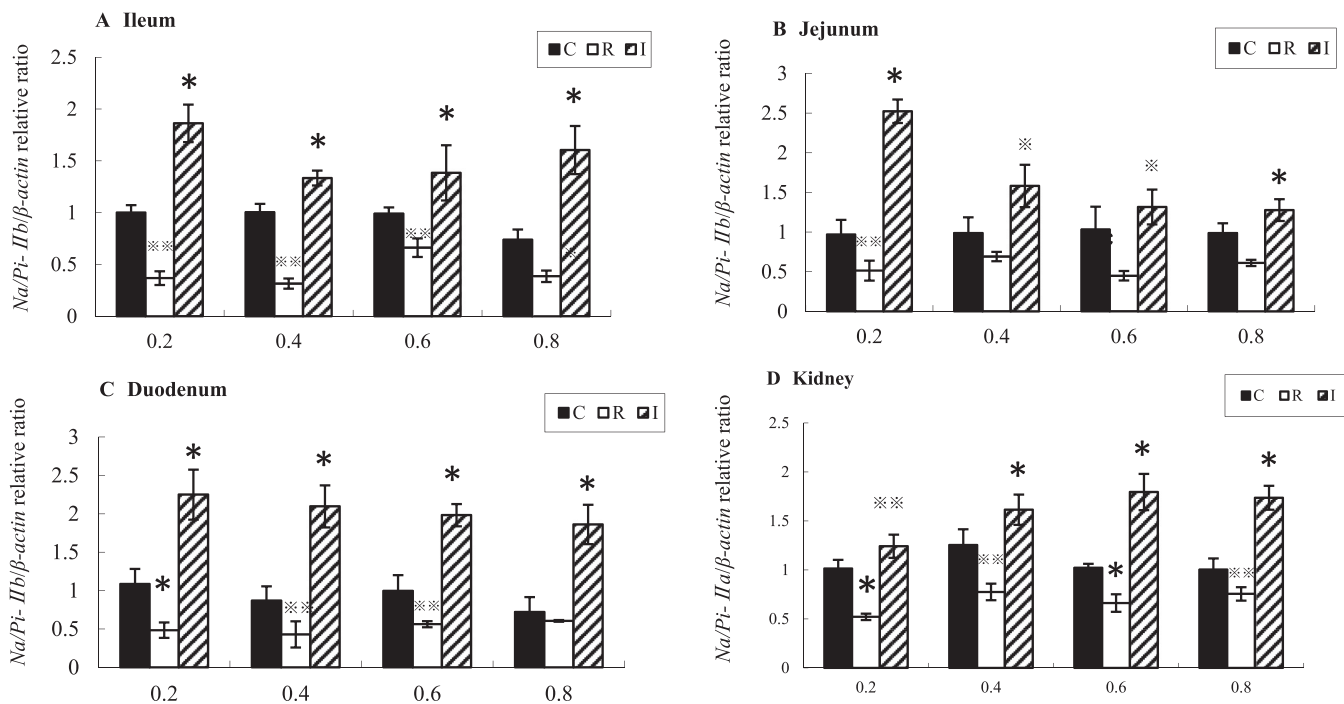 A Ileum
C R I
Na/Pi- IIb/β-actin relative ratio
2.5
2
1.5
1
0.5
0
* * * *
※※ ※※ ※※ ※
0.2 0.4 0.6 0.8
B Jejunum
C R I
Na/Pi- IIb/β-actin relative ratio
3
2.5
2
1.5
1
0.5
0
* ※ ※ *
※※
0.2 0.4 0.6 0.8
C Duodenum
C R I
Na/Pi- IIb/β-actin relative ratio
3
2.5
2
1.5
1
0.5
0
* * * *
* ※※ ※※
0.2 0.4 0.6 0.8
D Kidney
C R I
Na/Pi- IIa/β-actin relative ratio
2.5
2
1.5
1
0.5
0
※※ * * *
* ※※ * ※※
0.2 0.4 0.6 0.8